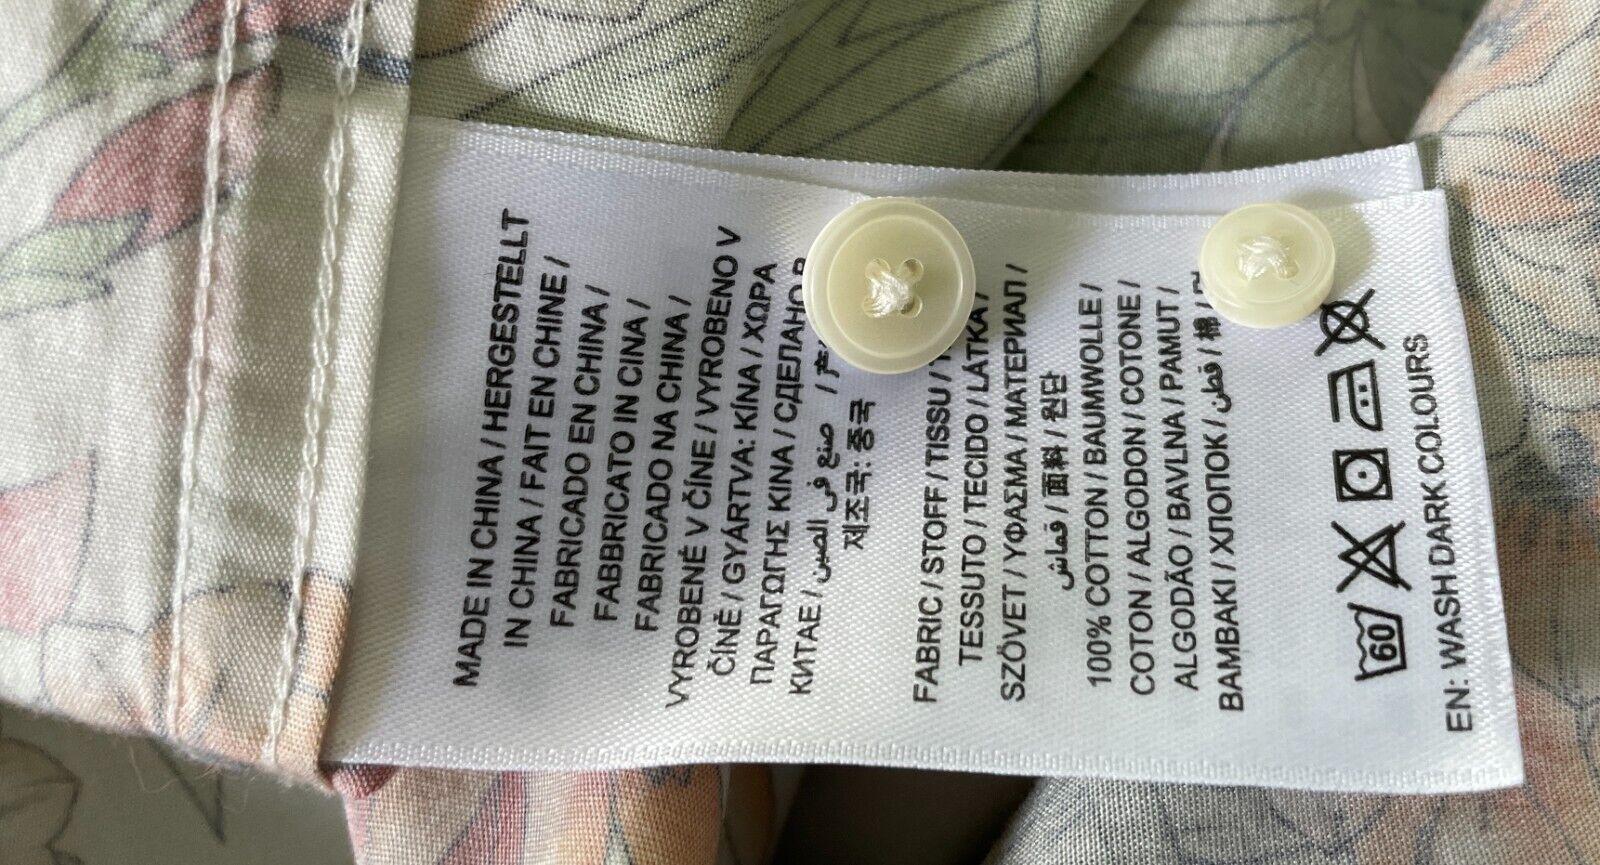 MADE IN CHINA / HERGESTELLT
IN CHINA / FAIT EN CHINE /
FABRICADO EN CHINA /
FABBRICATO IN CINA /
FABRICADO NA CHINA /
VYROBENÉ V ČÍNE / VYROBENO V
ČÍNĚ / GYÁRTVA: KÍNA / ΧΩΡΑ
ΠΑΡΑΓΩΓΗΣ ΚΙΝΑ / СДЕЛАНО В
КИТАЕ / صنع في الصين /
제조국: 중국
FABRIC / STOFF / TISSU /
TESSUTO / TECIDO / LÁTKA /
SZÖVET / ΥΦΑΣΜΑ / МАТЕРИАЛ /
قماش / 面料 / 원단
100% COTTON / BAUMWOLLE /
COTON / ALGODON / COTONE /
ALGODÃO / BAVLNA / PAMUT /
BAMBAKI / ХЛОПОК / قطن / 棉 /
60
EN: WASH DARK COLOURS